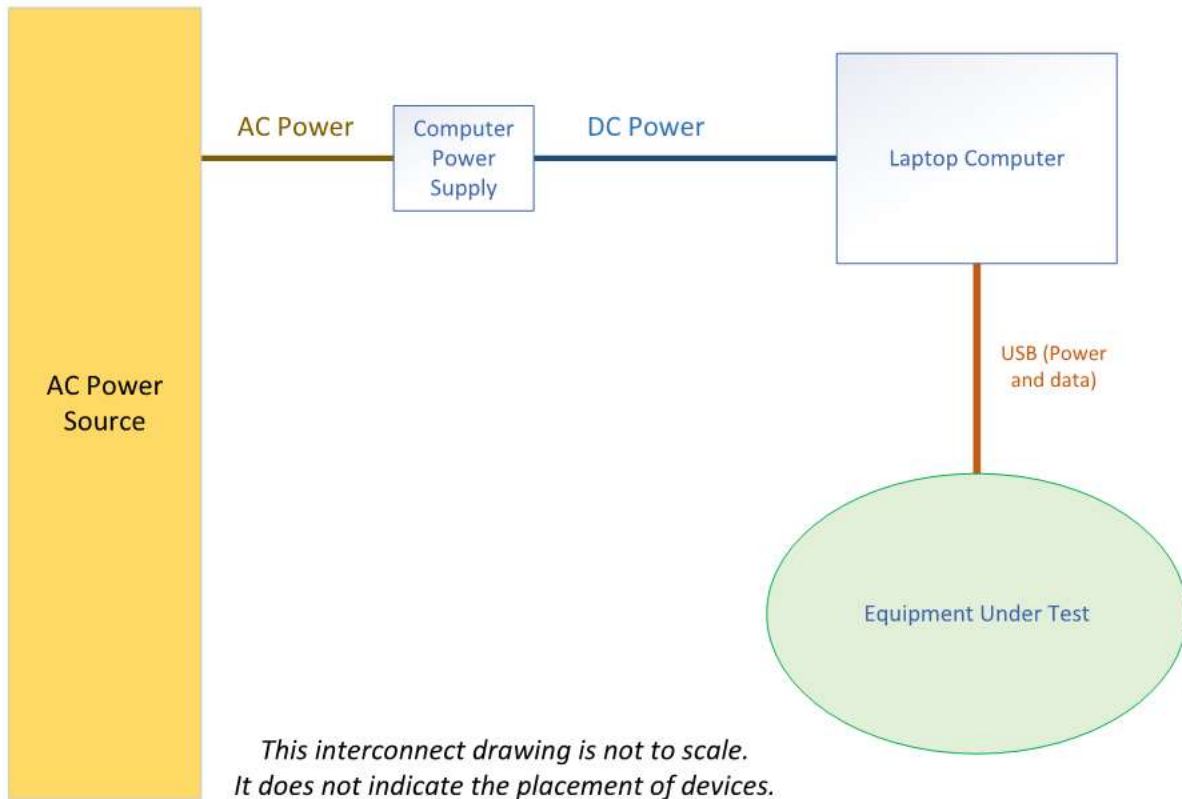 AC Power
Computer
Power
Supply
DC Power
Laptop Computer
USB (Power
and data)
AC Power
Source
Equipment Under Test
This interconnect drawing is not to scale.
It does not indicate the placement of devices.